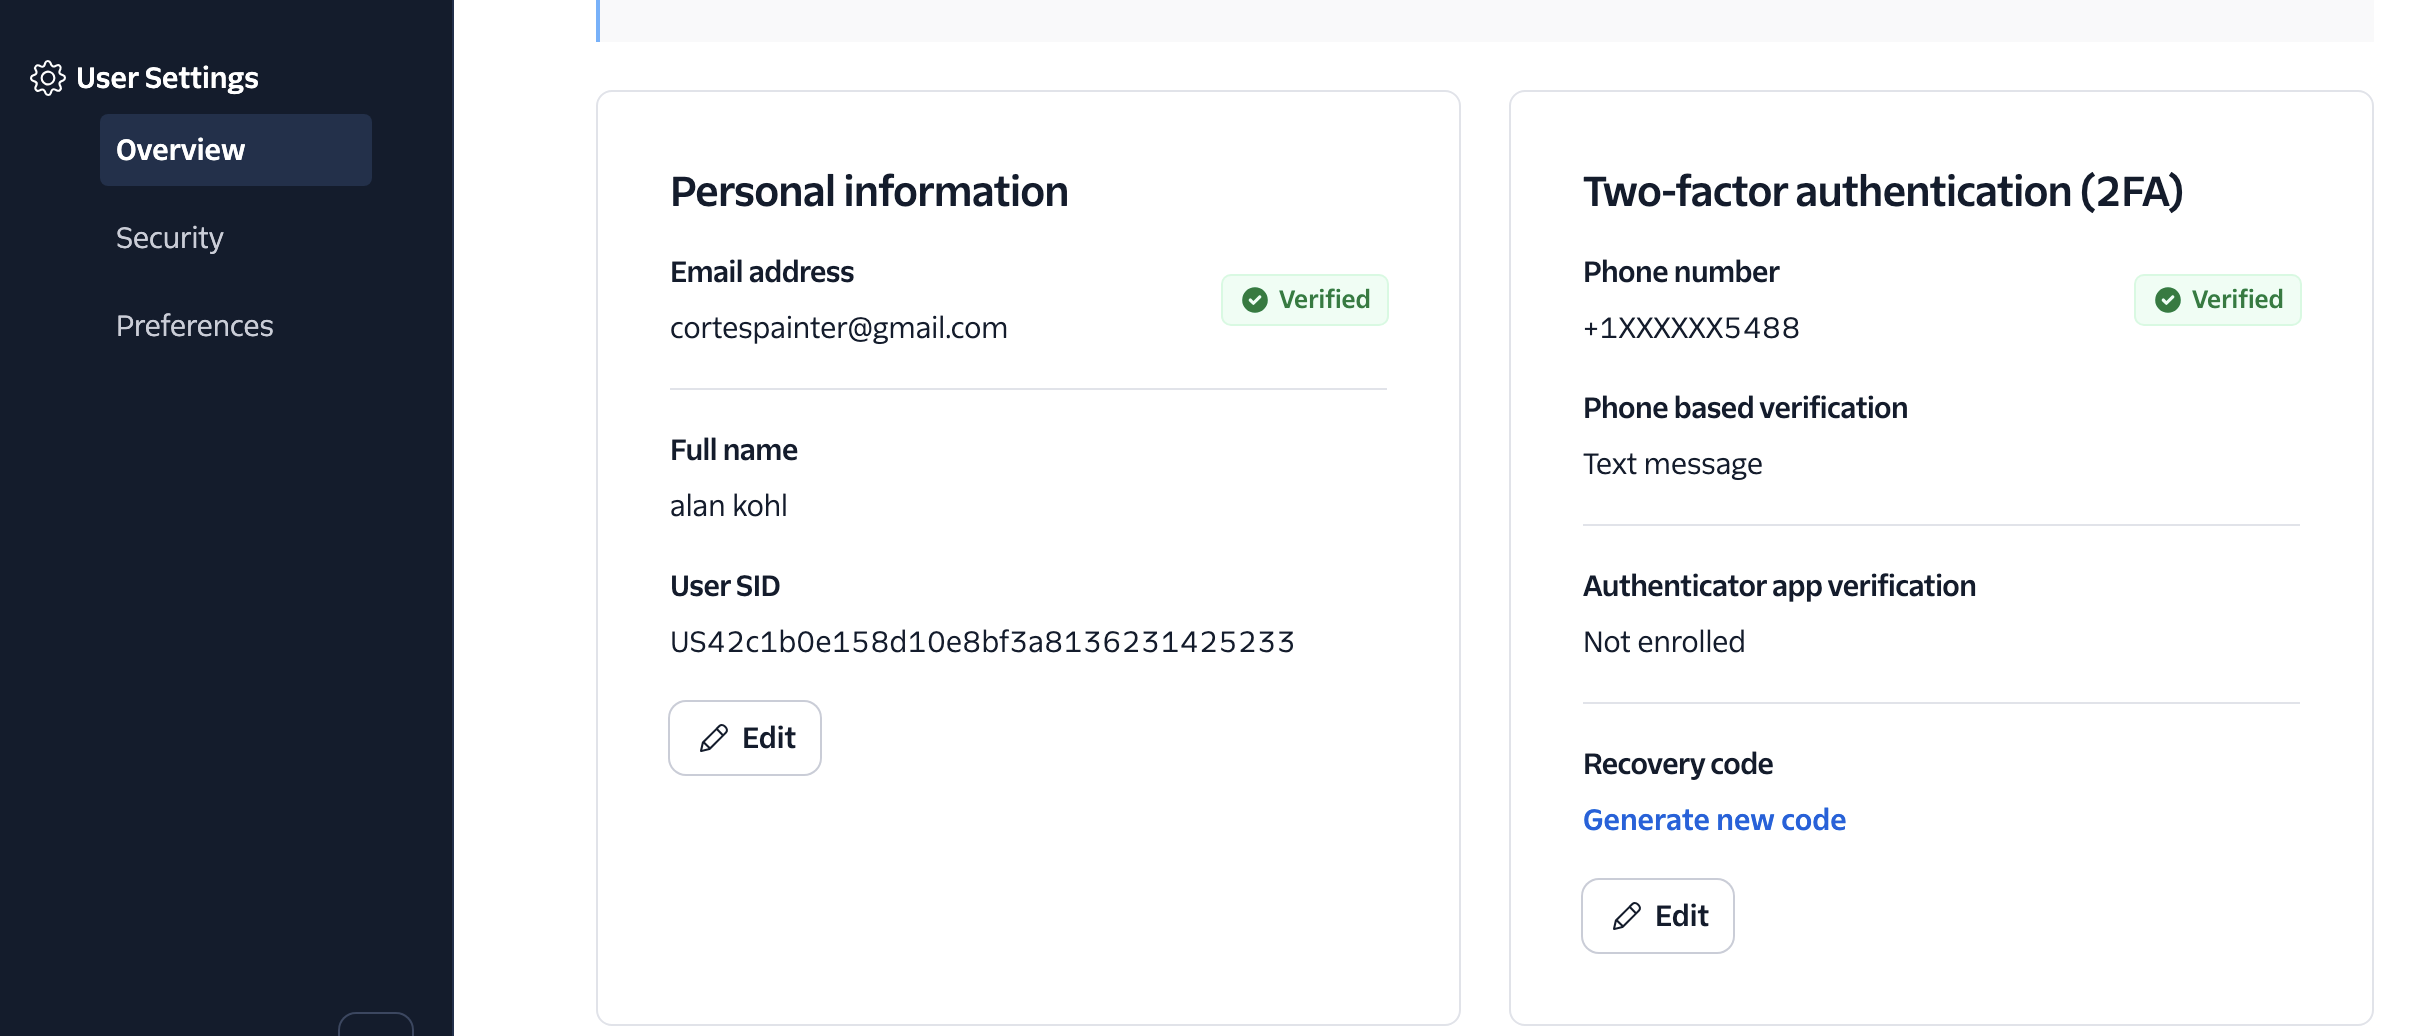 User Settings
Overview
Security
Preferences
Personal information
Email address
cortespainter@gmail.com
Verified
Full name
alan kohl
User SID
US42c1b0e158d10e8bf3a8136231425233
Edit
Two-factor authentication (2FA)
Phone number
+1XXXXXX5488
Verified
Phone based verification
Text message
Authenticator app verification
Not enrolled
Recovery code
Generate new code
Edit